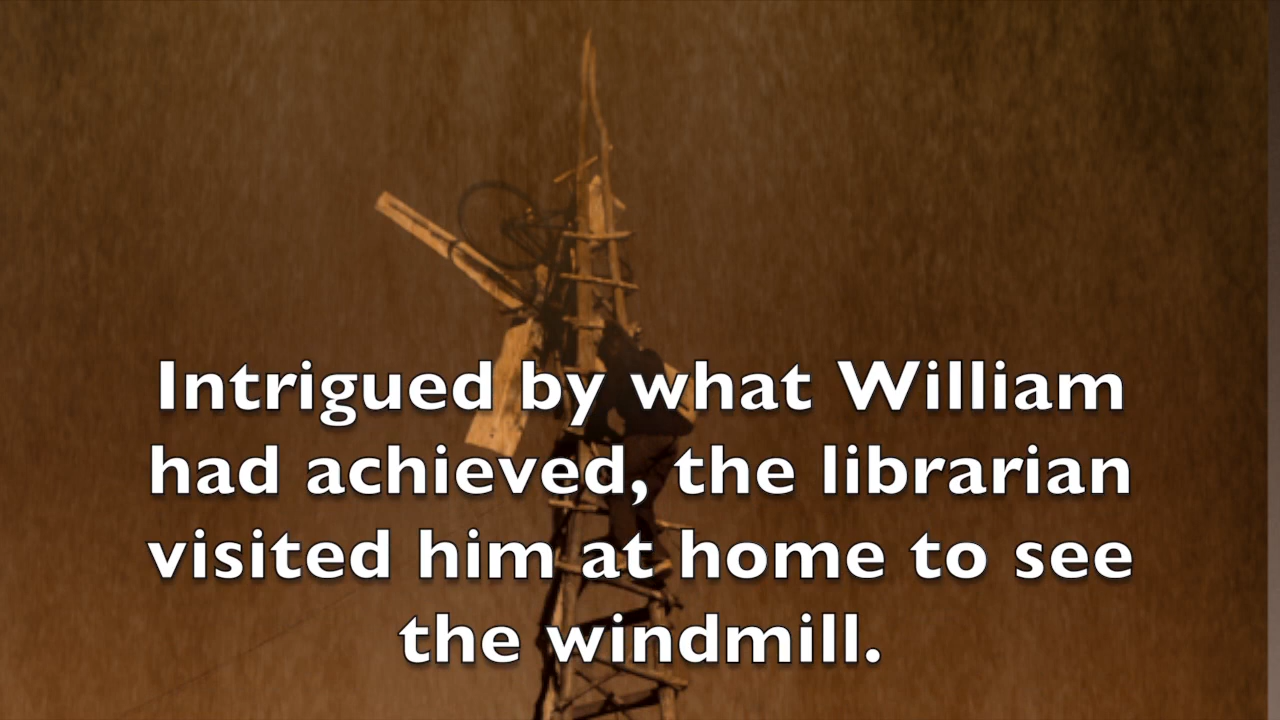 Intrigued by what William
had achieved, the librarian
visited him at home to see
the windmill.